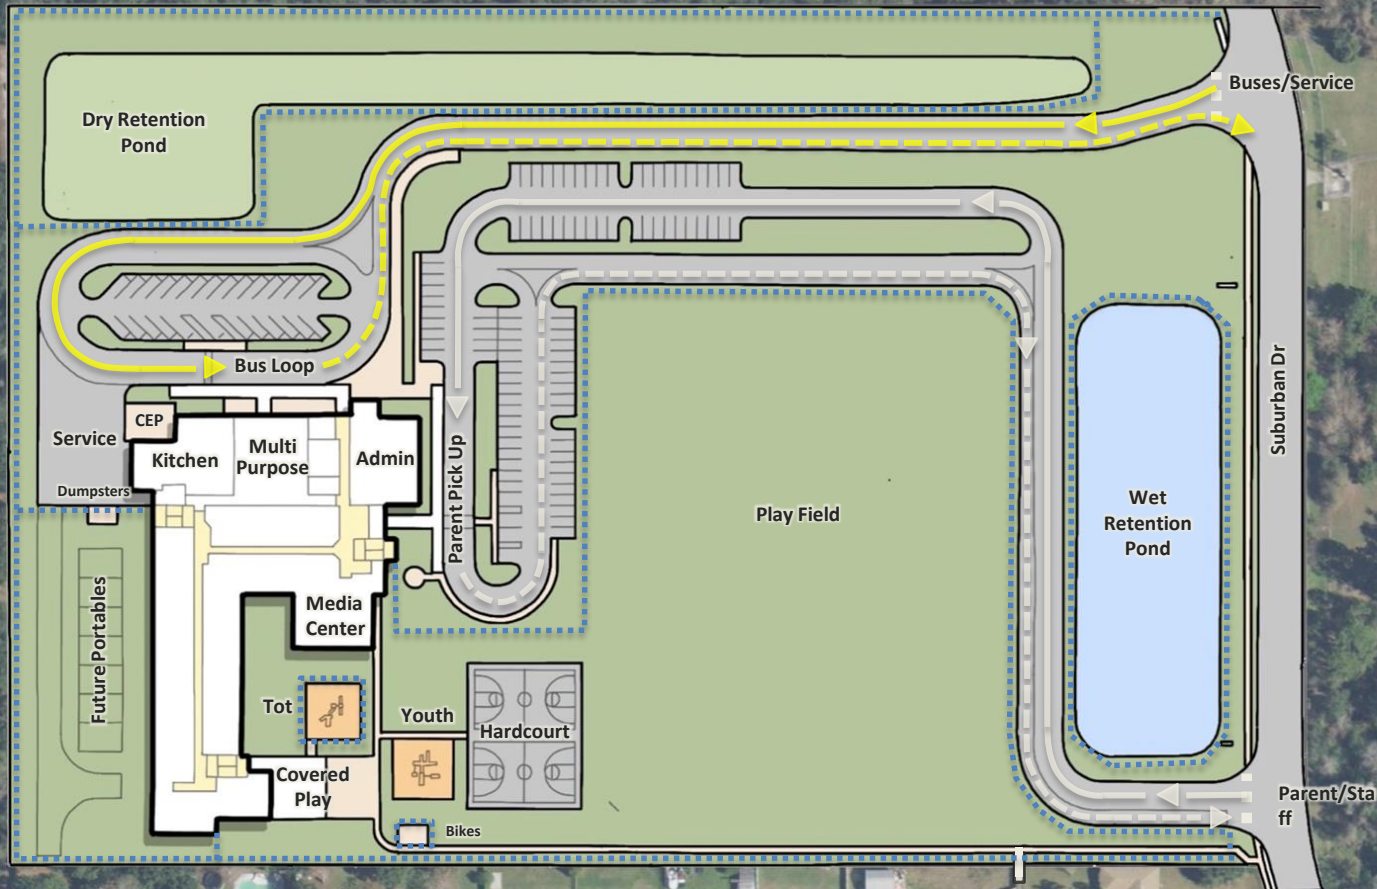 Buses/Service
Dry Retention
Pond
Bus Loop
CEP
Service
Kitchen
Multi
Purpose
Admin
Parent Pick Up
Dumpsters
Play Field
Wet
Retention
Pond
Suburban Dr
Future Portables
Media
Center
Tot
Youth
Hardcourt
Covered
Play
Bikes
Parent/Sta
ff